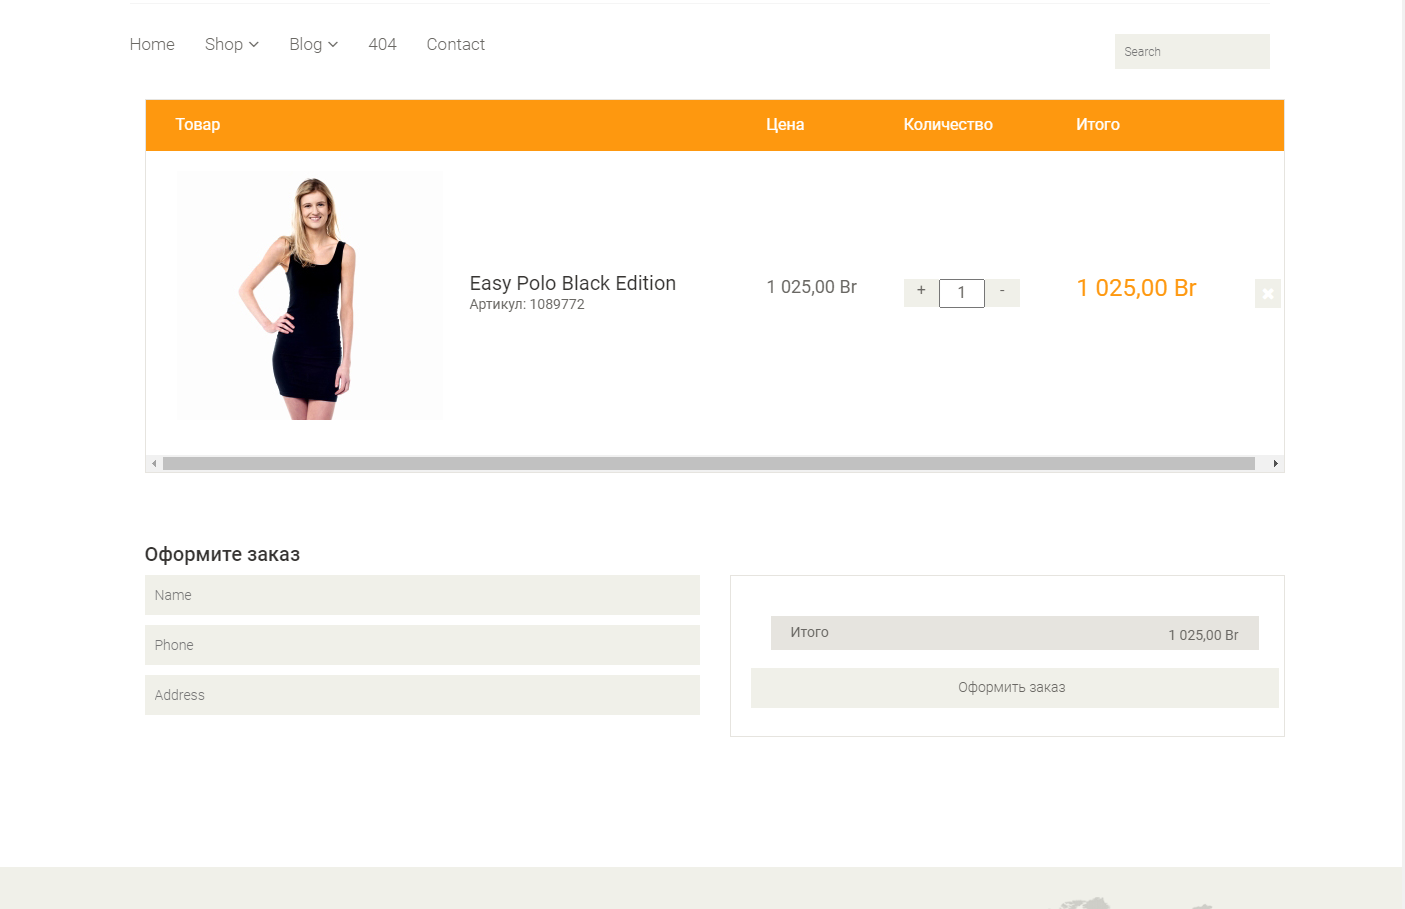 Home Shop Blog 404 Contact
Search
Товар Цена Количество Итого
Easy Polo Black Edition
Артикул: 1089772
1 025,00 Br
+ 1 -
1 025,00 Br
Оформите заказ
Name
Phone
Address
Итого 1 025,00 Br
Оформить заказ